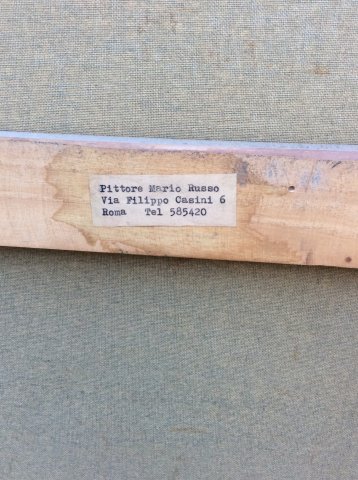 Pittore Mario Russo
Via Filippo Casini 6
Roma Tel 585420